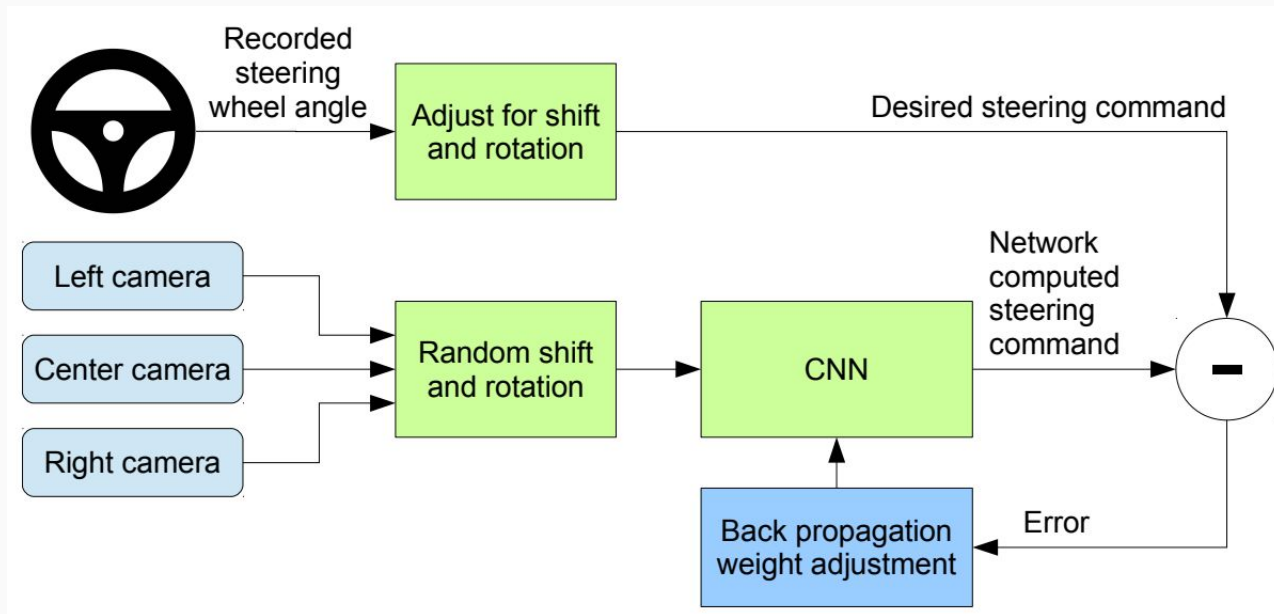 Recorded
steering
wheel angle
Adjust for shift
and rotation
Desired steering command
Left camera
Center camera
Right camera
Random shift
and rotation
CNN
Network
computed
steering
command
-
Back propagation
weight adjustment
Error